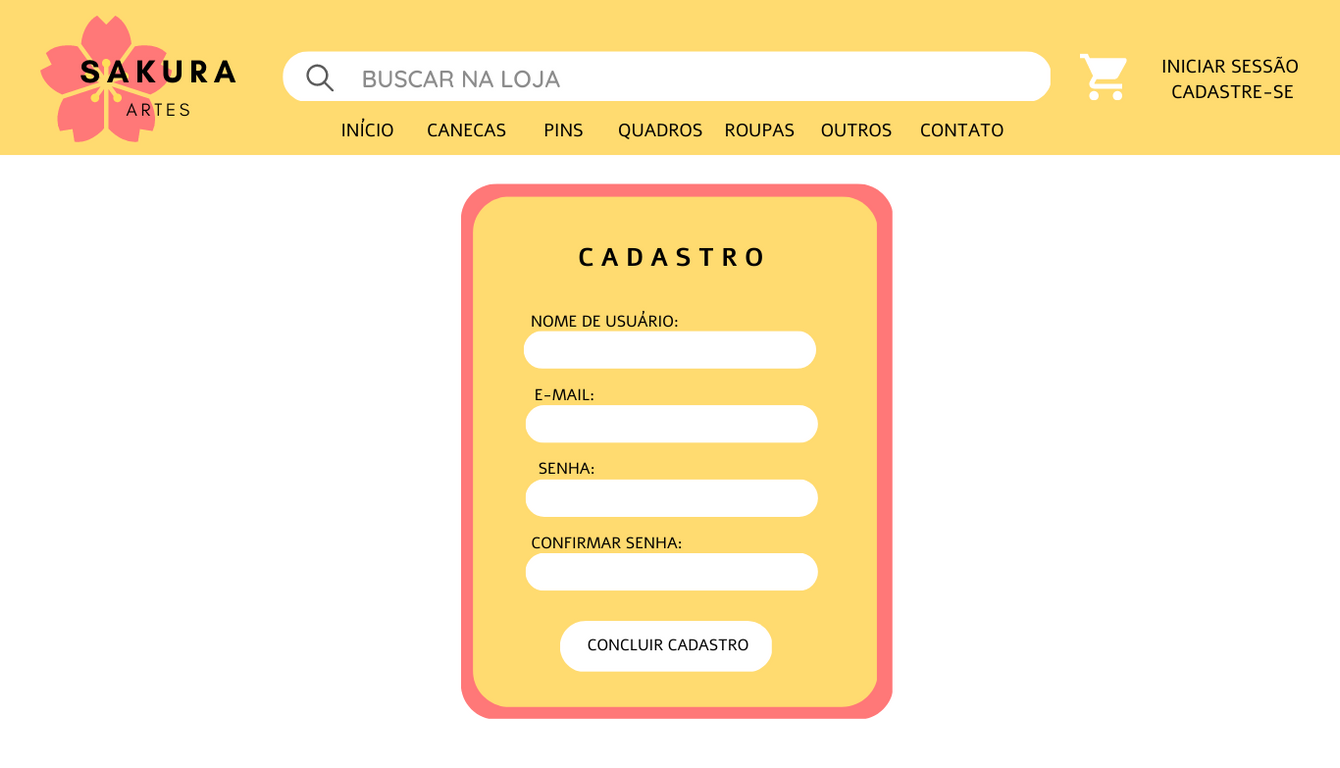 SAKURA
ARTES
BUSCAR NA LOJA
INICIAR SESSÃO
CADASTRE-SE
INÍCIO CANECAS PINS QUADROS ROUPAS OUTROS CONTATO
CADASTRO
NOME DE USUÁRIO:
E-MAIL:
SENHA:
CONFIRMAR SENHA:
CONCLUIR CADASTRO